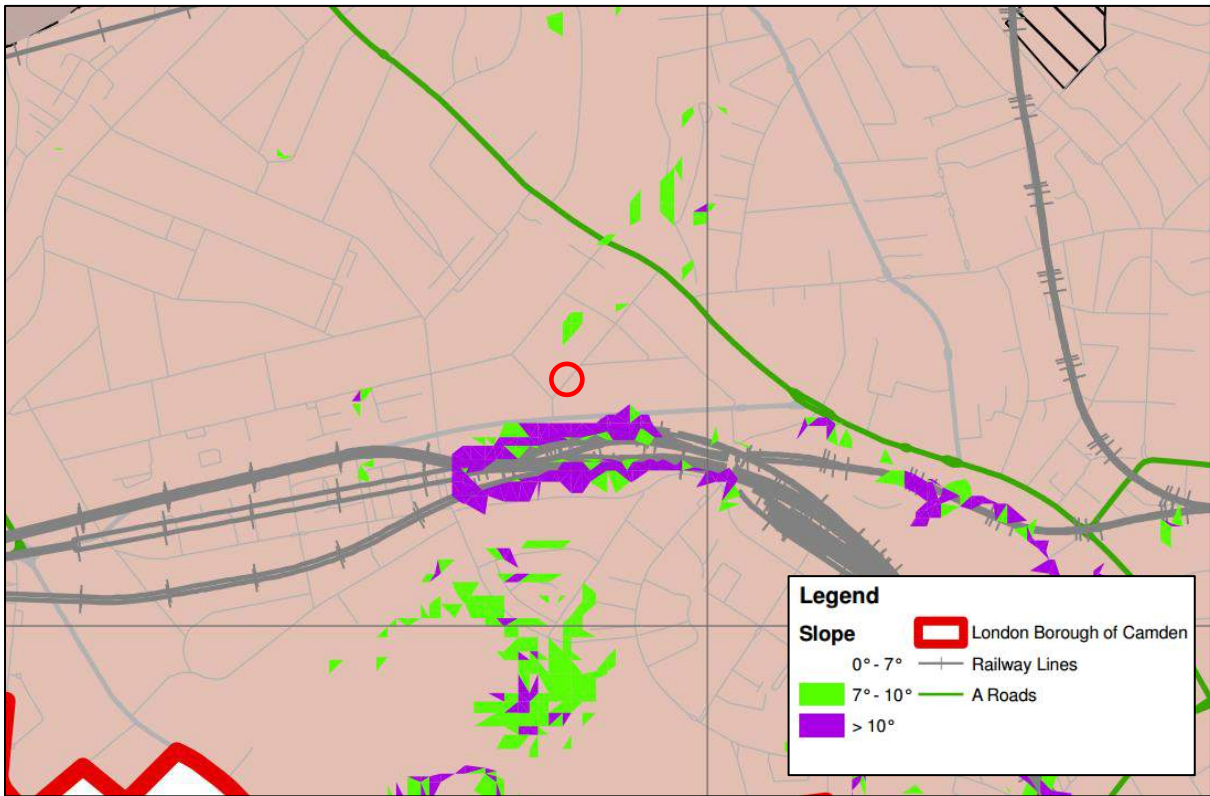 Legend
Slope
London Borough of Camden
0° - 7°
Railway Lines
7° - 10°
A Roads
> 10°